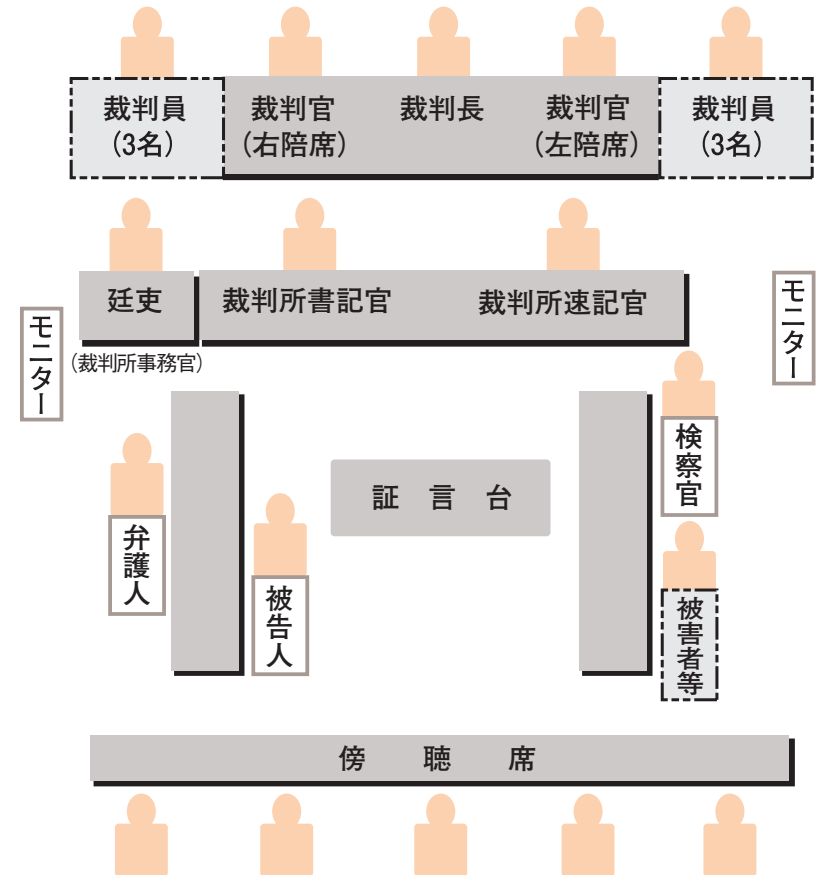 裁判員
(3名)
裁判官
(右陪席)
裁判長
裁判官
(左陪席)
裁判員
(3名)
廷吏
(裁判所事務官)
裁判所書記官
裁判所速記官
モニター
モニター
検察官
証言台
弁護人
被告人
被害者等
傍聴席